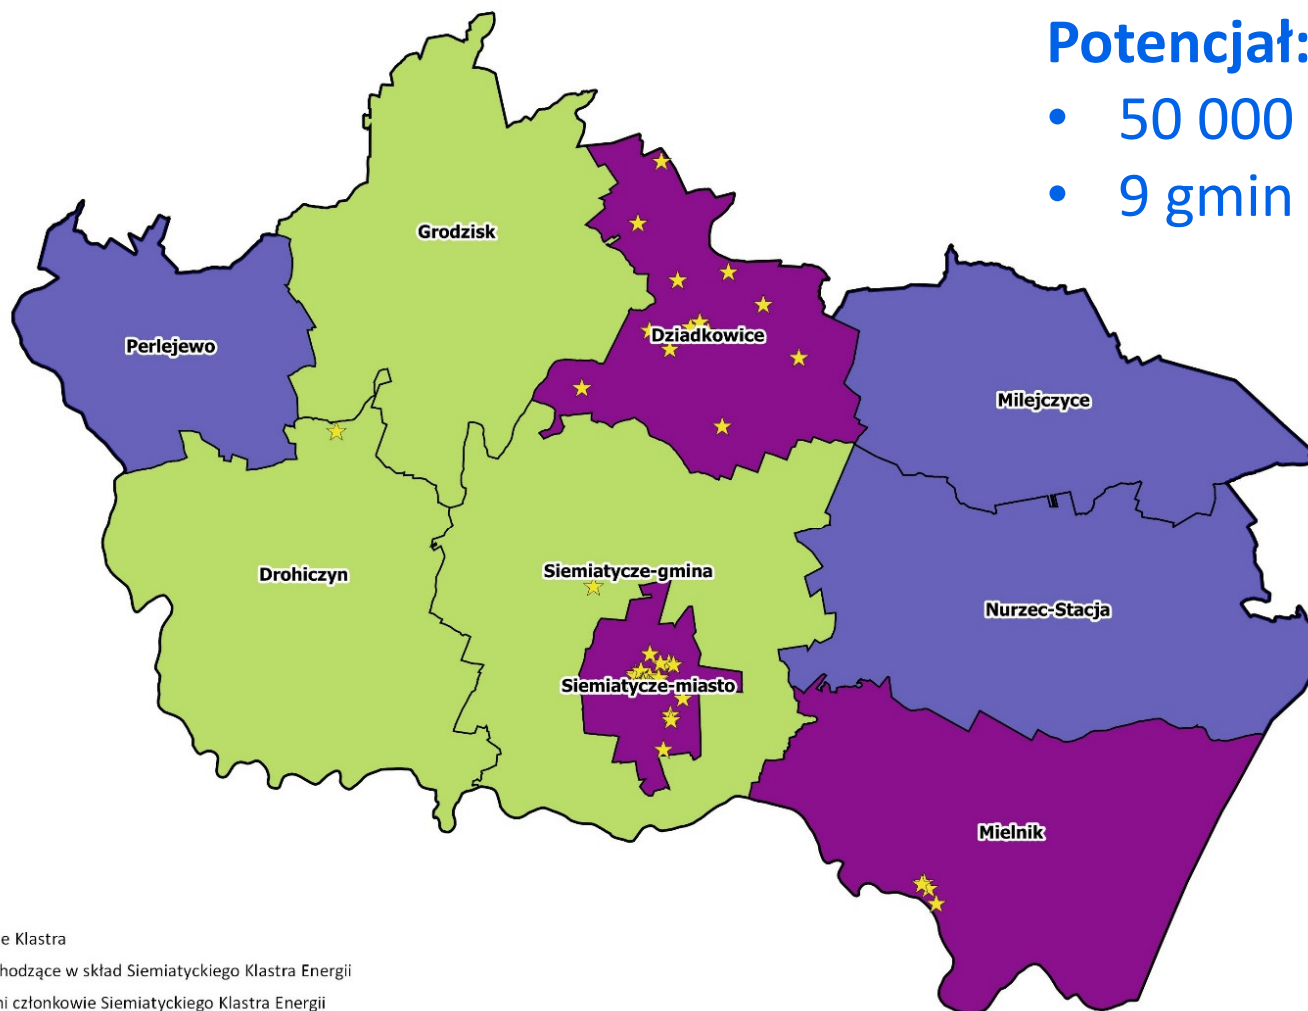 Potencjał:
• 50 000
• 9 gmin
Grodzisk
Perlejewo
Dziadkowice
Milejczyce
Drohiczyn
Siemiatycze-gmina
Nurzec-Stacja
Siemiatycze-miasto
Mielnik
e Klastra
hodzące w skład Siemiatyckiego Klastra Energii
ni członkowie Siemiatyckiego Klastra Energii